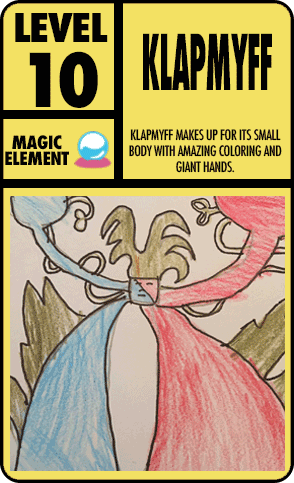 LEVEL
10
KLAPMYFF
MAGIC
ELEMENT
KLAPMYFF MAKES UP FOR ITS SMALL
BODY WITH AMAZING COLORING AND
GIANT HANDS.